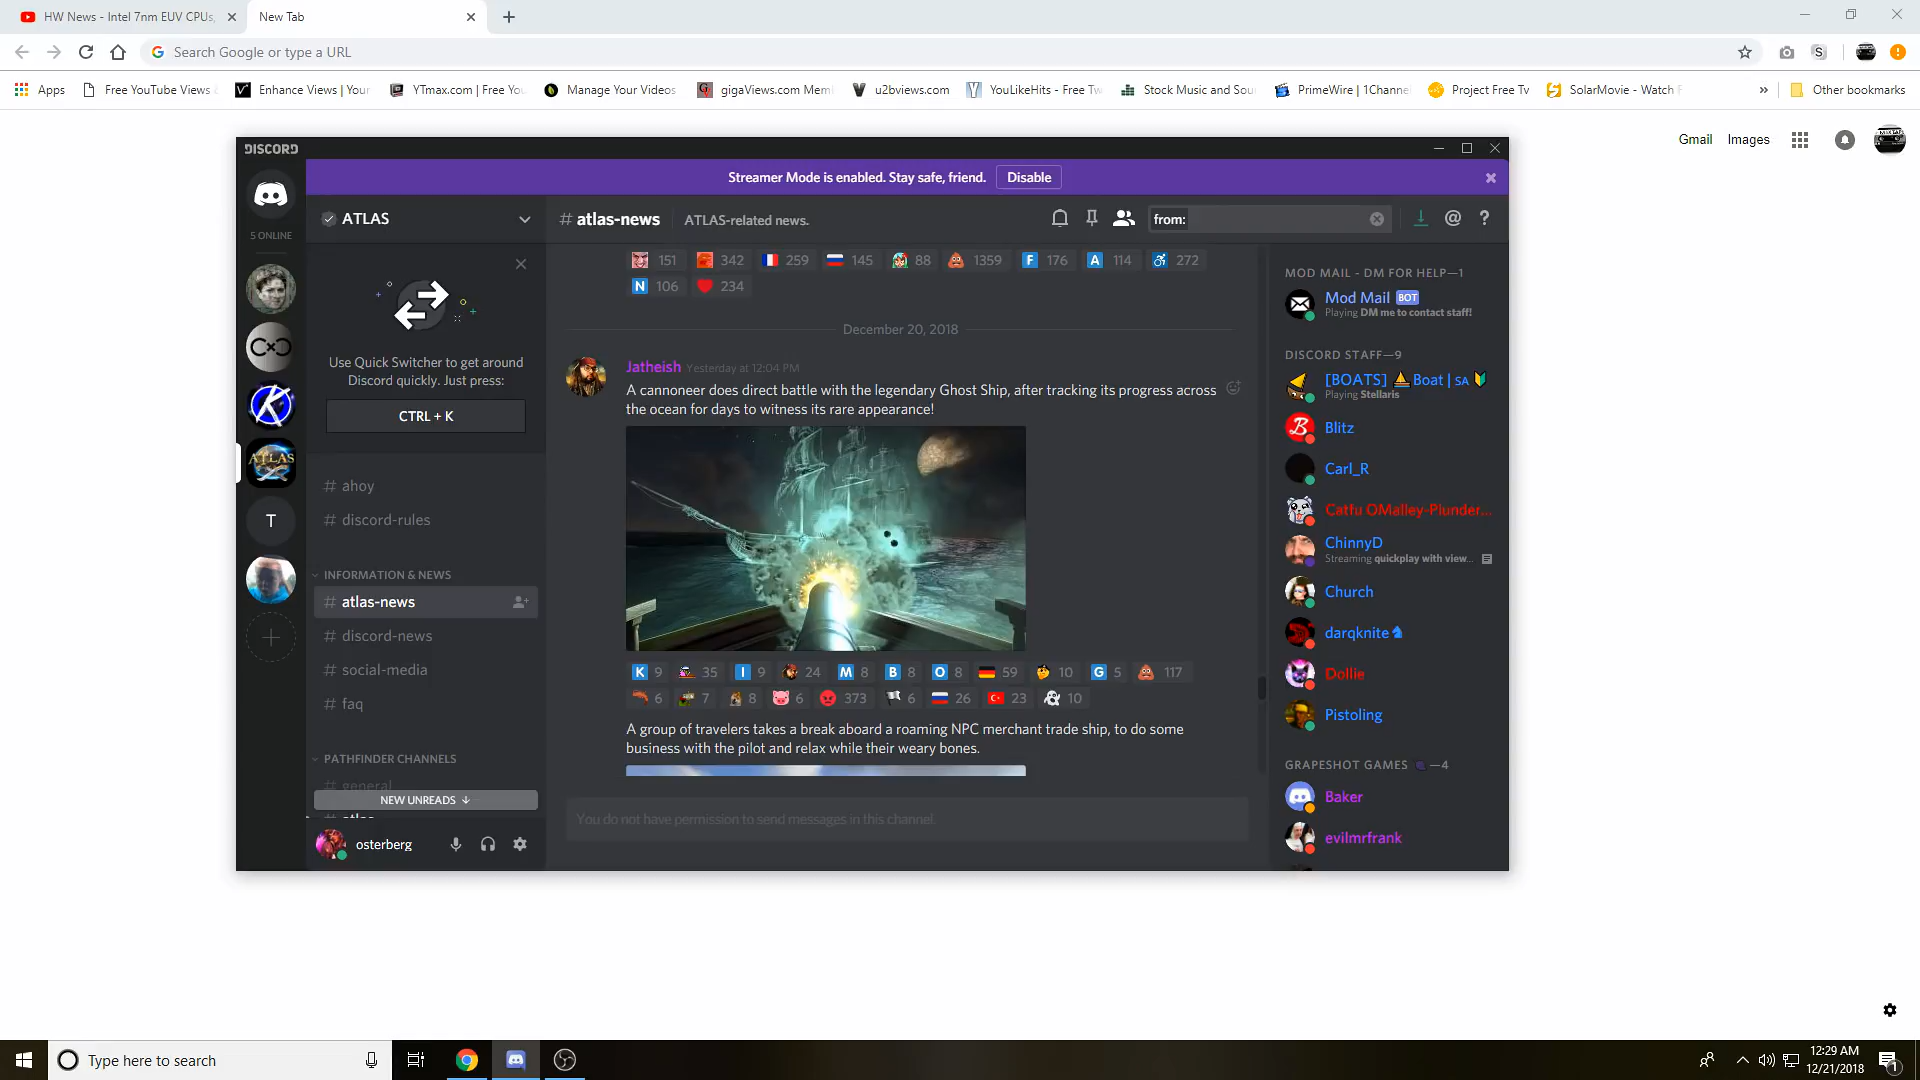 HW News - Intel 7nm EUV CPUs,
New Tab
Search Google or type a URL
Apps
Free YouTube Views
Enhance Views | Your
YTmax.com | Free Yo
Manage Your Videos
gigaViews.com Mem
u2bviews.com
YouLikeHits - Free Tw
Stock Music and Sou
PrimeWire | 1Channe
Project Free Tv
SolarMovie - Watch F
»
Other bookmarks
Gmail
Images
DISCORD
Streamer Mode is enabled. Stay safe, friend.
Disable
5 ONLINE
ATLAS
T
ATLAS
Use Quick Switcher to get around
Discord quickly. Just press:
CTRL + K
# ahoy
# discord-rules
INFORMATION & NEWS
# atlas-news
# discord-news
# social-media
# faq
PATHFINDER CHANNELS
# general
NEW UNREADS ↓
osterberg
# atlas-news
ATLAS-related news.
from:
151 342 259 145 88 1359 F 176 A 114 272
N 106 234
December 20, 2018
Jatheish Yesterday at 12:04 PM
A cannoneer does direct battle with the legendary Ghost Ship, after tracking its progress across
the ocean for days to witness its rare appearance!
K 9 35 I 9 24 M 8 B 8 O 8 59 10 G 5 117
6 7 8 6 373 6 26 23 10
A group of travelers takes a break aboard a roaming NPC merchant trade ship, to do some
business with the pilot and relax while their weary bones.
You do not have permission to send messages in this channel.
MOD MAIL - DM FOR HELP—1
Mod Mail BOT
Playing DM me to contact staff!
DISCORD STAFF—9
[BOATS] Boat | SA
Playing Stellaris
Blitz
Carl_R
Catfu OMalley-Plunder...
ChinnyD
Streaming quickplay with view...
Church
darqknite
Dollie
Pistoling
GRAPESHOT GAMES —4
Baker
evilmrfrank
Type here to search
12:29 AM
12/21/2018
1